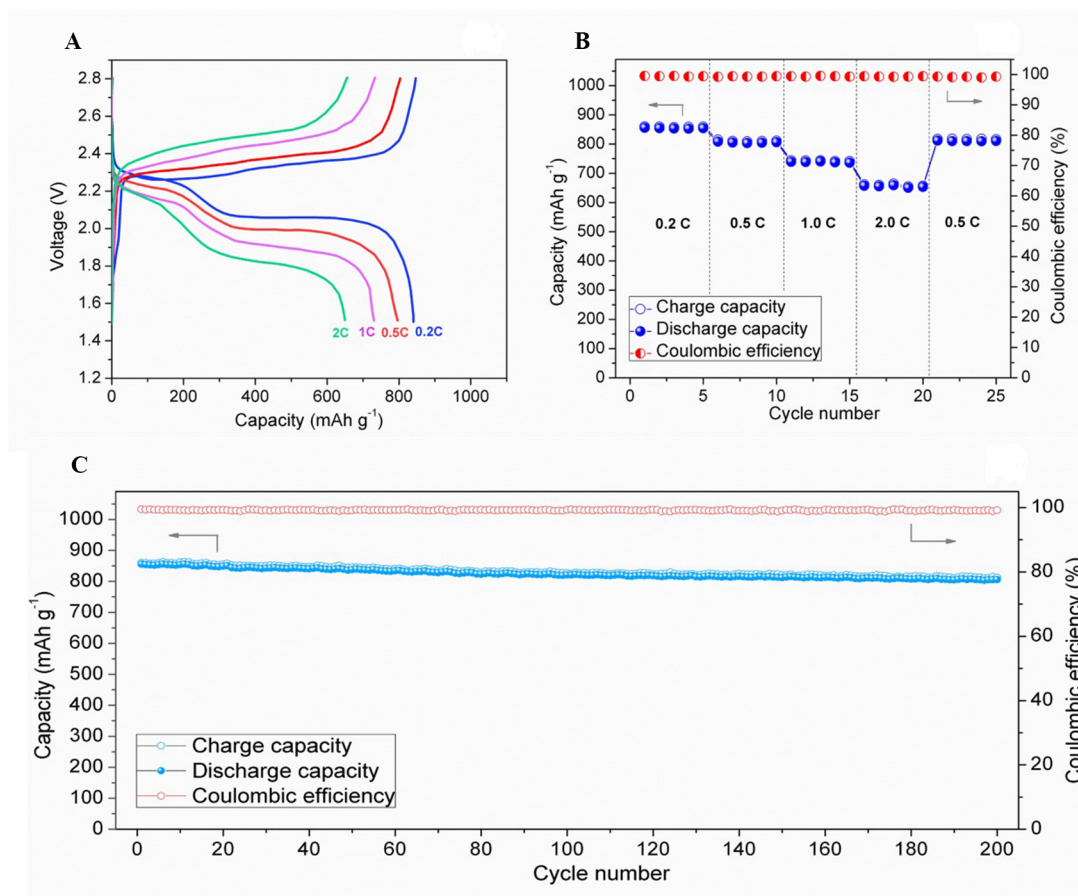 A
Voltage (V)
2.8
2.6
2.4
2.2
2.0
1.8
1.6
1.4
1.2
2C 1C 0.5C 0.2C
0 200 400 600 800 1000
Capacity (mAh g-1)
B
Capacity (mAh g-1)
1000
900
800
700
600
500
400
300
200
100
0
0.2 C 0.5 C 1.0 C 2.0 C 0.5 C
Charge capacity
Discharge capacity
Coulombic efficiency
0 5 10 15 20 25
Cycle number
100
80
60
40
20
0
Coulombic efficiency (%)
C
Capacity (mAh g-1)
1000
900
800
700
600
500
400
300
200
100
0
Charge capacity
Discharge capacity
Coulombic efficiency
0 20 40 60 80 100 120 140 160 180 200
Cycle number
100
80
60
40
20
0
Coulombic efficiency (%)